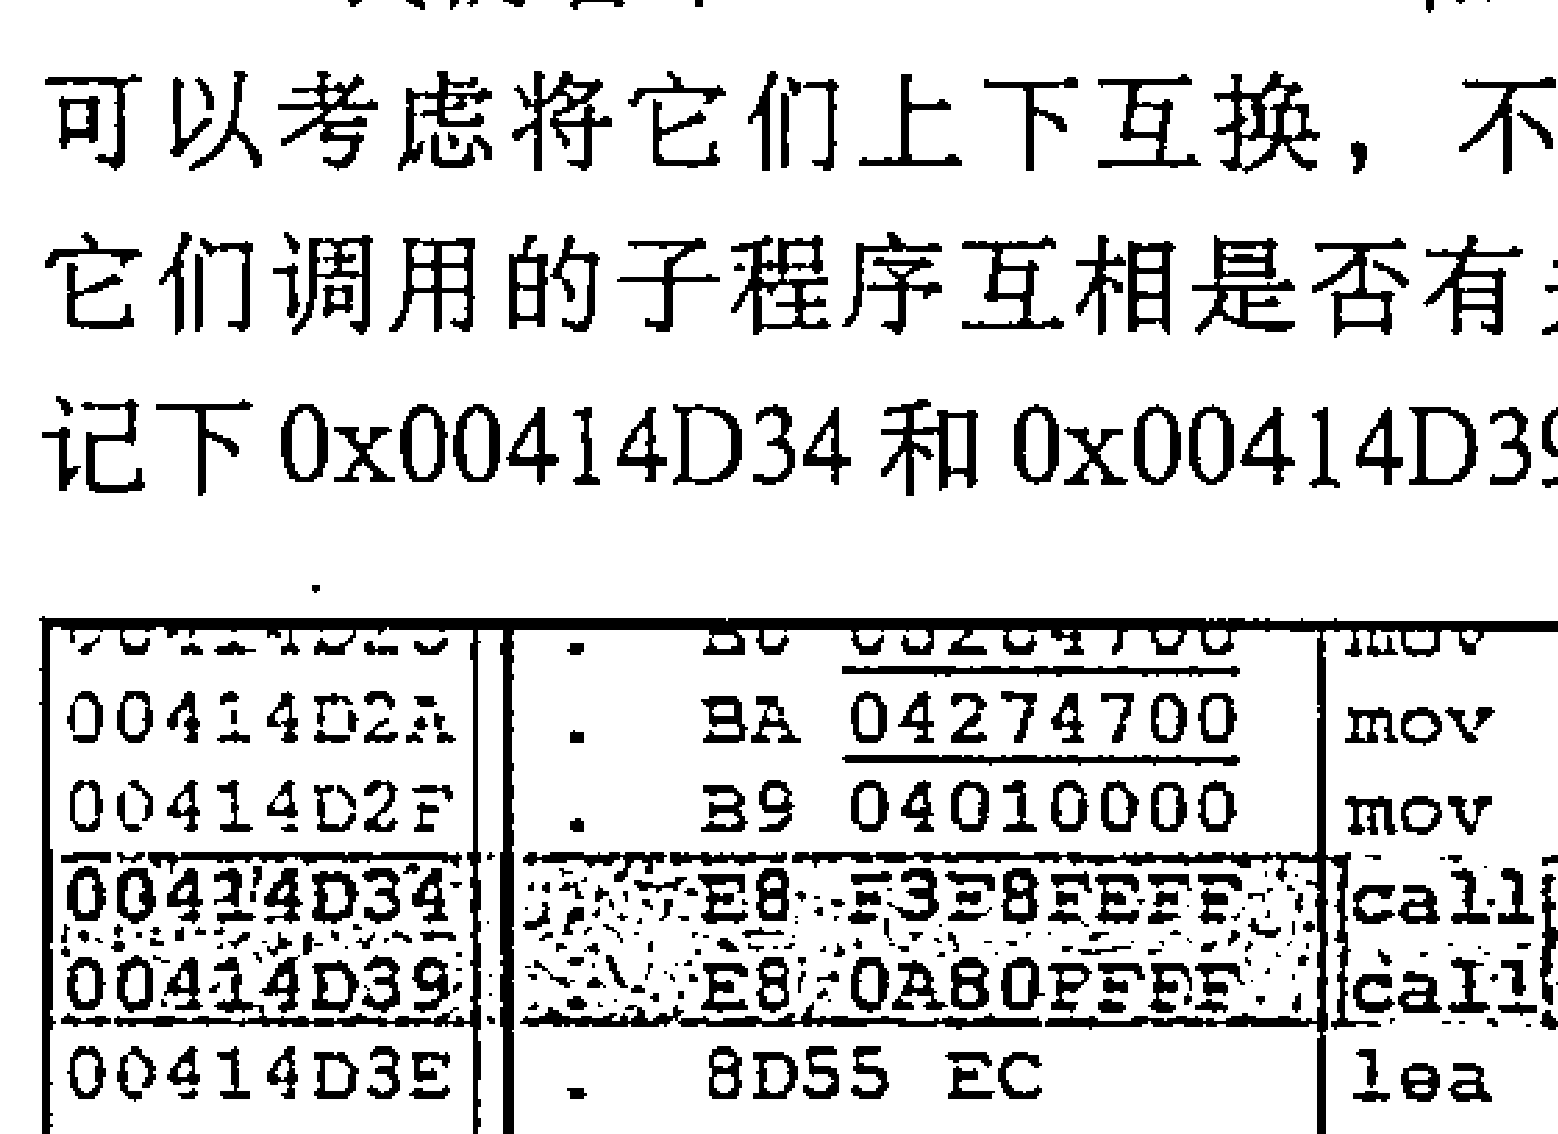 可以考虑将它们上下互换，不
它们调用的子程序互相是否有
记下 0x00414D34 和 0x00414D39
00414D2A . BA 04274700 mov
00414D2F . B9 04010000 mov
00414D34 . E8 F3E8FEFF call
00414D39 . E8 0A80FFFF call
00414D3E . 8D55 EC lea